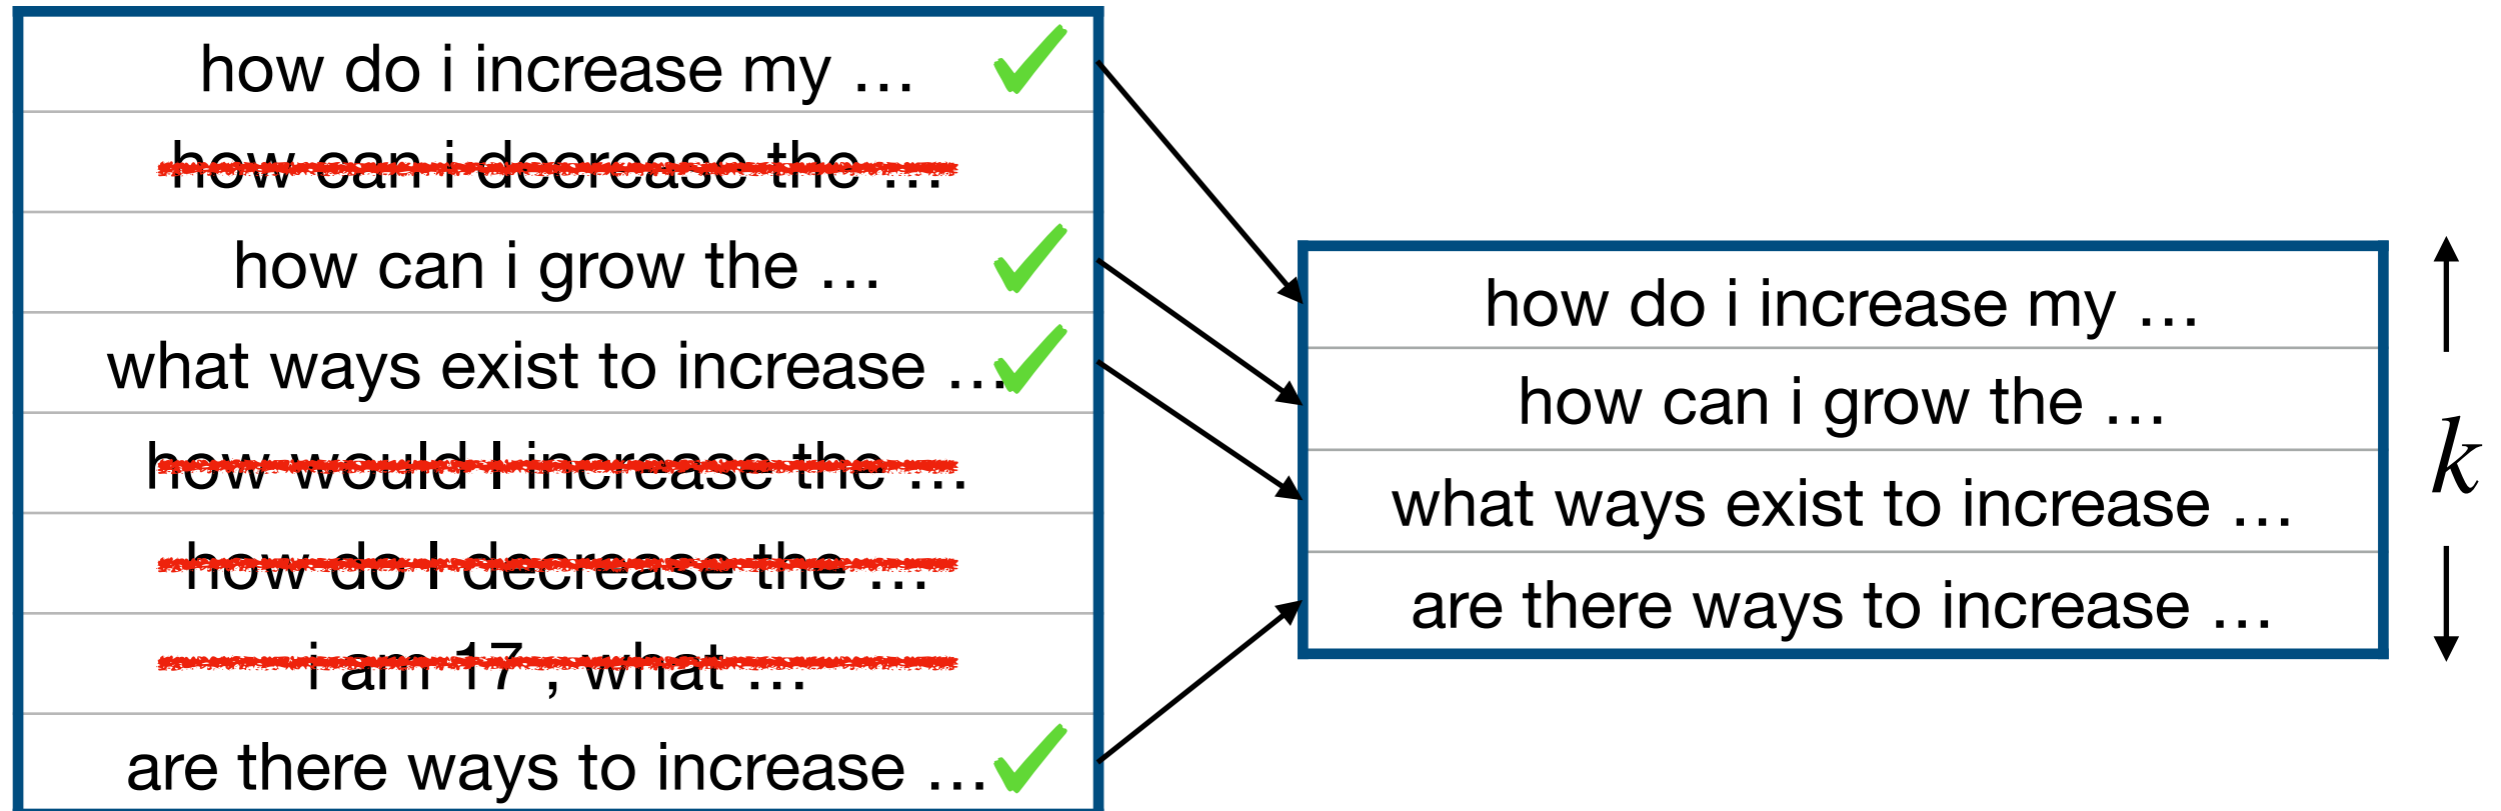 how do i increase my ...
how can i decrease the ...
how can i grow the ...
what ways exist to increase ...
how would I increase the ...
how do I decrease the ...
i am 17 , what ...
are there ways to increase ...
how do i increase my ...
how can i grow the ...
what ways exist to increase ...
are there ways to increase ...
k